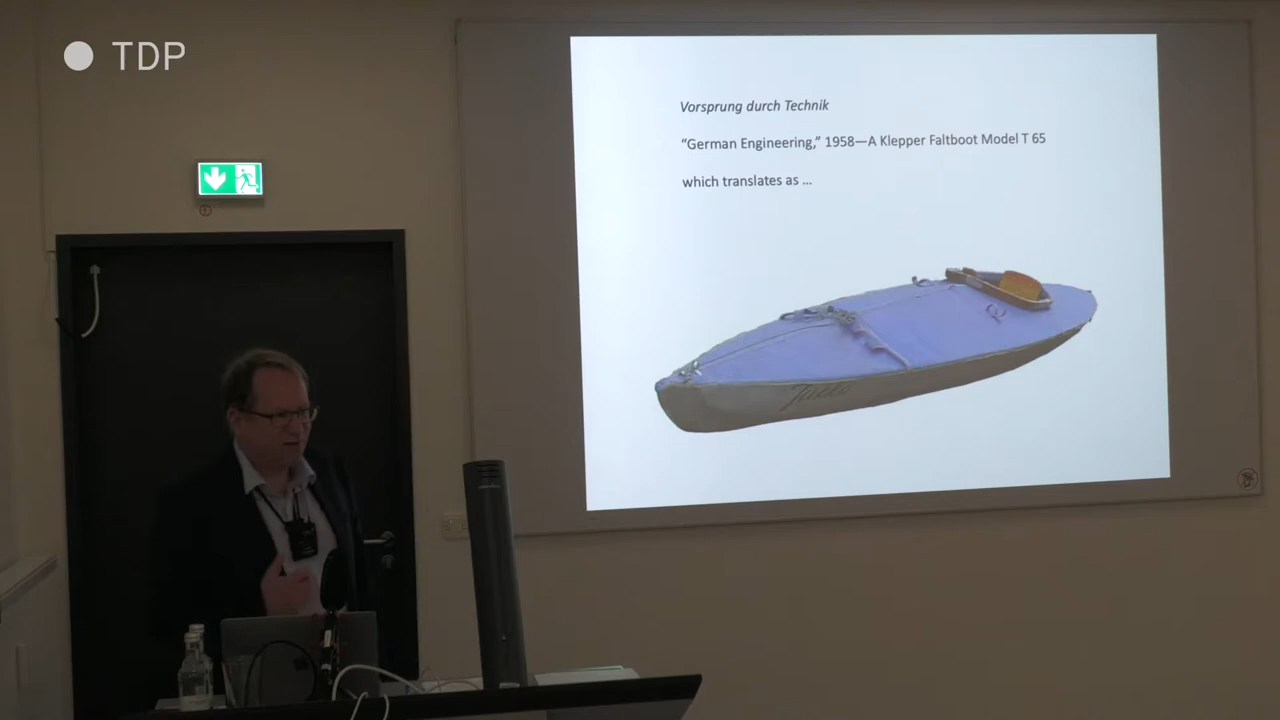 TDP
Vorsprung durch Technik
“German Engineering,” 1958—A Klepper Faltboot Model T 65
which translates as ...